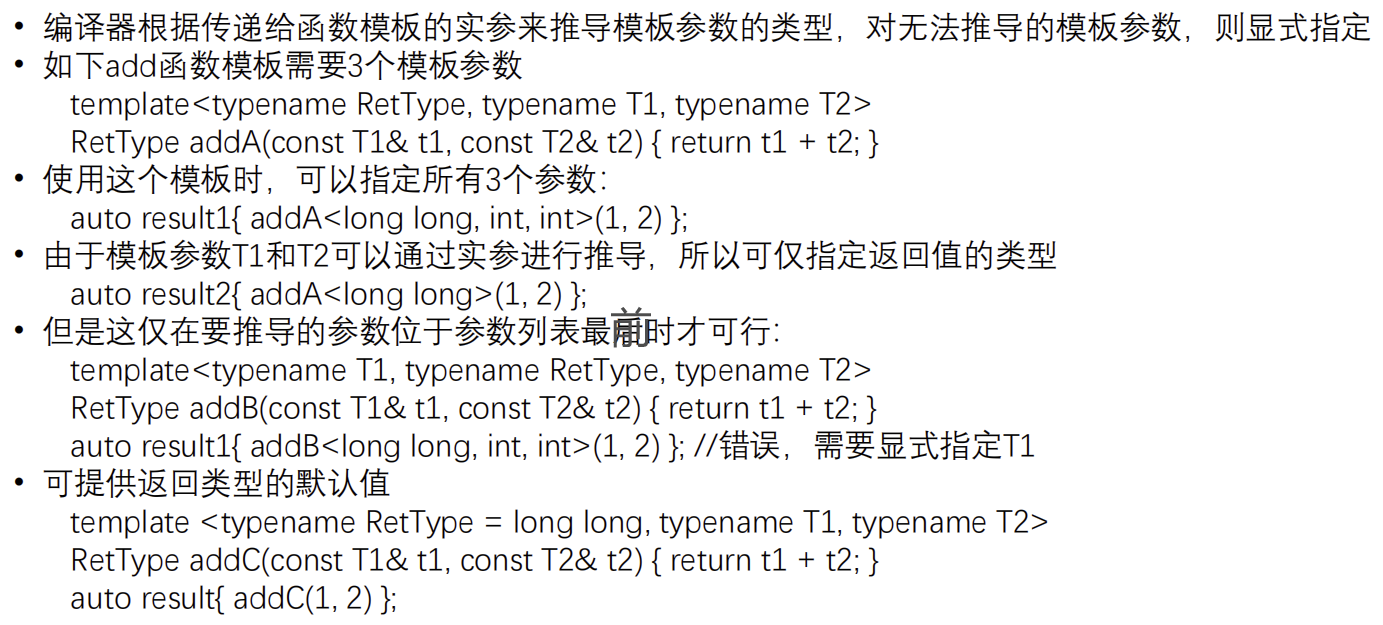 • 编译器根据传递给函数模板的实参来推导模板参数的类型，对无法推导的模板参数，则显式指定
• 如下add函数模板需要3个模板参数
template<typename RetType, typename T1, typename T2>
RetType addA(const T1& t1, const T2& t2) { return t1 + t2; }
• 使用这个模板时，可以指定所有3个参数：
auto result1{ addA<long long, int, int>(1, 2) };
• 由于模板参数T1和T2可以通过实参进行推导，所以可仅指定返回值的类型
auto result2{ addA<long long>(1, 2) };
• 但是这仅在要推导的参数位于参数列表最前时才可行：
template<typename T1, typename RetType, typename T2>
RetType addB(const T1& t1, const T2& t2) { return t1 + t2; }
auto result1{ addB<long long, int, int>(1, 2) }; //错误，需要显式指定T1
• 可提供返回类型的默认值
template <typename RetType = long long, typename T1, typename T2>
RetType addC(const T1& t1, const T2& t2) { return t1 + t2; }
auto result{ addC(1, 2) };